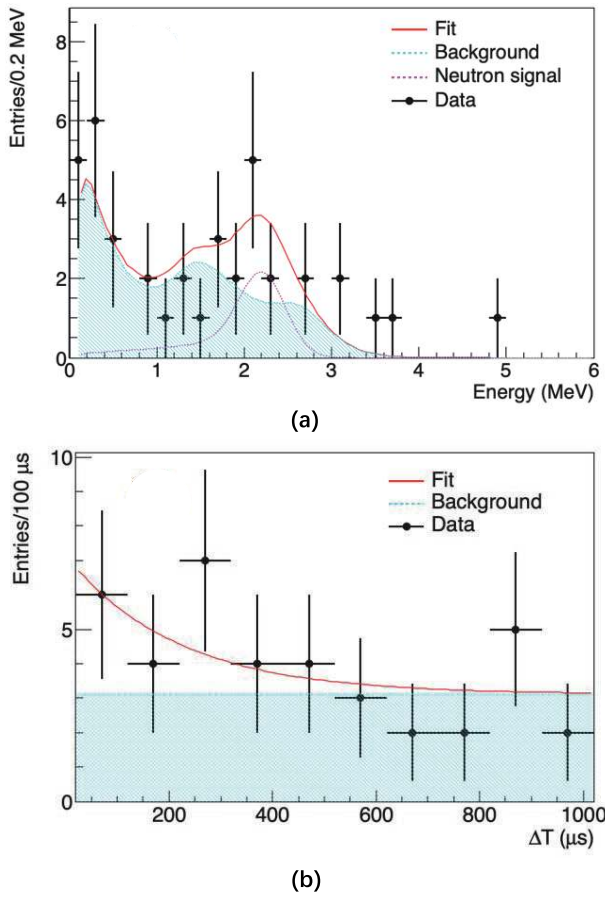 Entries/0.2 MeV
8
6
4
2
0
Fit
Background
Neutron signal
Data
0 1 2 3 4 5 6
Energy (MeV)
(a)
Entries/100 μs
10
5
0
Fit
Background
Data
200 400 600 800 1000
ΔT (μs)
(b)